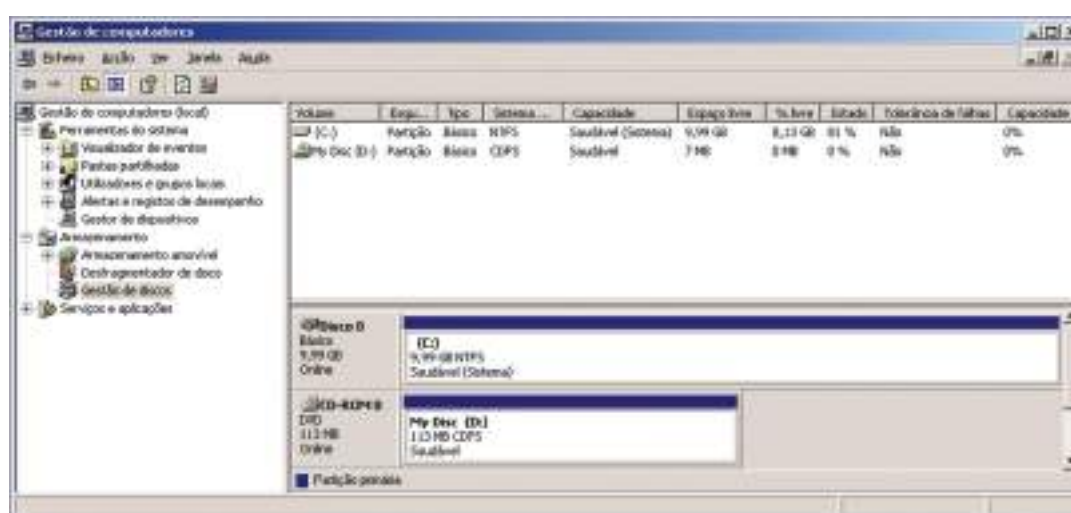 Gestão de computadores
Ficheiro Acção Ver Janela Ajuda
Gestão de computadores (local)
Ferramentas do sistema
Visualizador de eventos
Pastas partilhadas
Utilizadores e grupos locais
Alertas e registos de desempenho
Gestor de dispositivos
Armazenamento
Armazenamento amovível
Desfragmentador de disco
Gestão de discos
Serviços e aplicações
Volume Esqu... Tipo Sistema ... Capacidade Espaço livre % livre Estado Tolerância de falhas Capacidade
(C:) Partição Básico NTFS Saudável (Sistema) 9,99 GB 8,13 GB 81 % Não 0%
My Disc (D:) Partição Básico CDFS Saudável 7 MB 0 MB 0 % Não 0%
Disco 0
Básico
9,99 GB
Online
(C:)
9,99 GB NTFS
Saudável (Sistema)
CD-ROM 0
DVD
113 MB
Online
My Disc (D:)
113 MB CDFS
Saudável
Partição primária